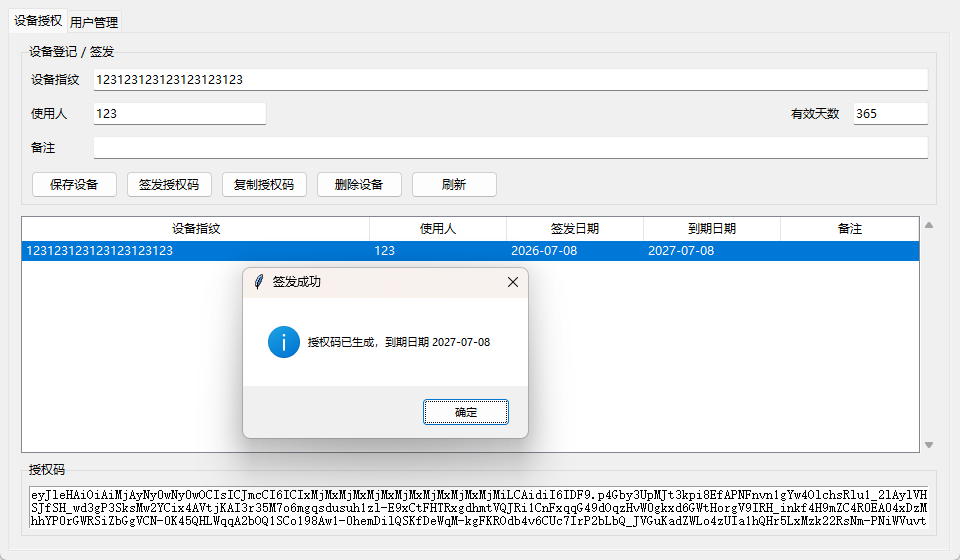 设备授权 用户管理
设备登记 / 签发
设备指纹 123123123123123123123
使用人 123 有效天数 365
备注
保存设备 签发授权码 复制授权码 删除设备 刷新
设备指纹 使用人 签发日期 到期日期 备注
123123123123123123123 123 2026-07-08 2027-07-08
签发成功
授权码已生成，到期日期 2027-07-08
确定
授权码
eyJleHAiOiAiMjAyNy0wNy0wOCIsICJmcCI6ICIxMjMxMjMxMjMxMjMxMjMxMjMxMjMiLCAidiI6IDF9.p4Gby3UpMJt3kpi8EfAPNFnvn1gYw4OlchsRlu1_21AylVH
SJfSH_wd3gP3SksMw2YCix4AVtjKAI3r35M7o6mgqsdusuh1zl-E9xCtFHTRxgdhmtVQJRi1CnFxqqG49dOqzHvWOgkxd6GWtHorgV9IRH_inkf4H9mZC4R0EA04xDzM
hhYP0rGWRSiZbGgVCN-OK45QHLWqqA2bOQ1SCo198Aw1-0hemDilQSKfDeWqM-kgFKROdb4v6CUc7IrP2bLbQ_JVGuKadZWLo4zUIa1hQHr5LxMzk22RsNm-PNiWVuvt